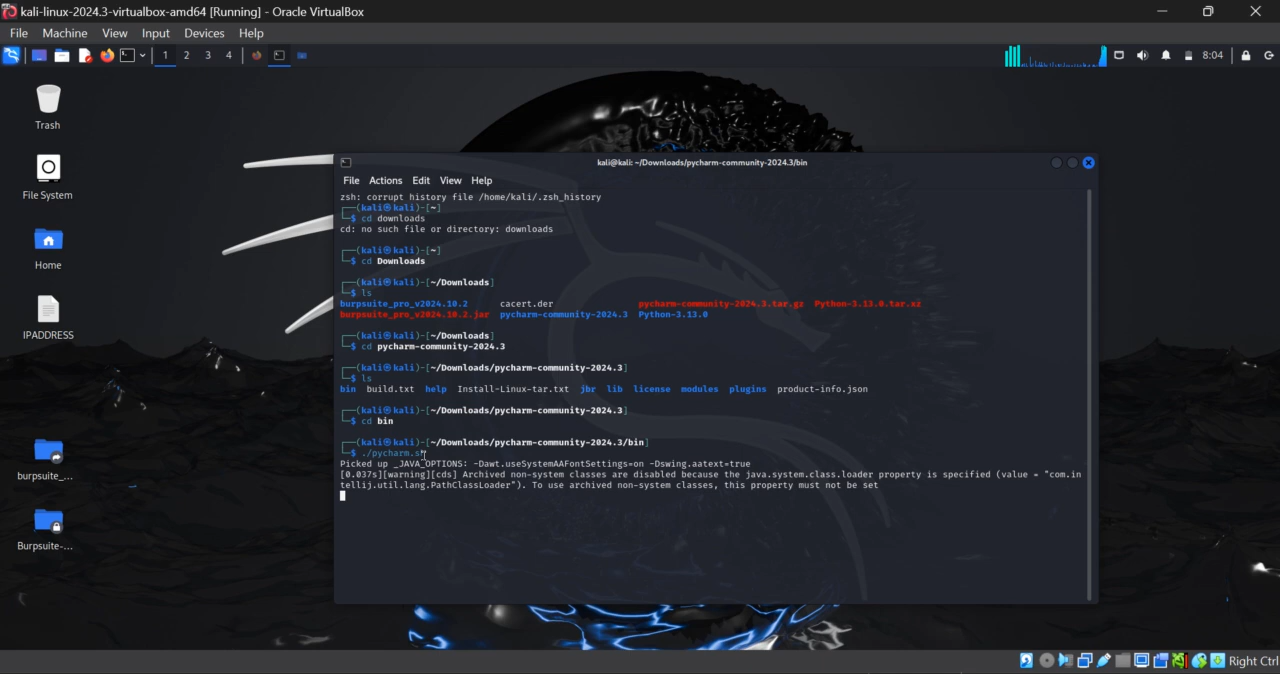 kali-linux-2024.3-virtualbox-amd64 [Running] - Oracle VirtualBox
File Machine View Input Devices Help
1 2 3 4 8:04
Trash
File System
Home
IPADDRESS
burpsuite_...
Burpsuite-...
kali@kali: ~/Downloads/pycharm-community-2024.3/bin
File Actions Edit View Help
zsh: corrupt history file /home/kali/.zsh_history
┌──(kali㉿kali)-[~]
└─$ cd downloads
cd: no such file or directory: downloads
┌──(kali㉿kali)-[~]
└─$ cd Downloads
┌──(kali㉿kali)-[~/Downloads]
└─$ ls
burpsuite_pro_v2024.10.2 cacert.der pycharm-community-2024.3.tar.gz Python-3.13.0.tar.xz
burpsuite_pro_v2024.10.2.jar pycharm-community-2024.3 Python-3.13.0
┌──(kali㉿kali)-[~/Downloads]
└─$ cd pycharm-community-2024.3
┌──(kali㉿kali)-[~/Downloads/pycharm-community-2024.3]
└─$ ls
bin build.txt help Install-Linux-tar.txt jbr lib license modules plugins product-info.json
┌──(kali㉿kali)-[~/Downloads/pycharm-community-2024.3]
└─$ cd bin
┌──(kali㉿kali)-[~/Downloads/pycharm-community-2024.3/bin]
└─$ ./pycharm.sh
Picked up _JAVA_OPTIONS: -Dawt.useSystemAAFontSettings=on -Dswing.aatext=true
[0.037s][warning][cds] Archived non-system classes are disabled because the java.system.class.loader property is specified (value = "com.in
tellij.util.lang.PathClassLoader"). To use archived non-system classes, this property must not be set
Right Ctrl